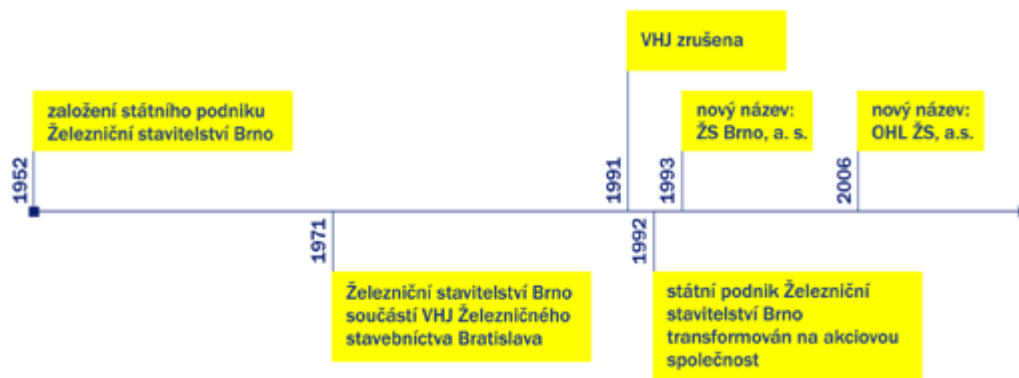 VHJ zrušena
založení státního podniku
Železniční stavitelství Brno
nový název:
ŽS Brno, a. s.
nový název:
OHL ŽS, a.s.
1952
1991
1993
2006
1971
1992
Železniční stavitelství Brno
součástí VHJ Železničného
stavebníctva Bratislava
státní podnik Železniční
stavitelství Brno
transformován na akciovou
společnost